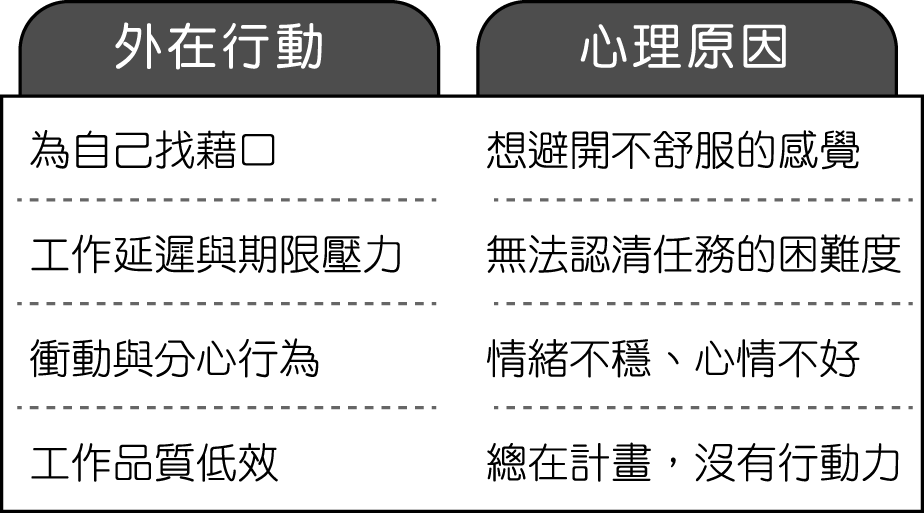 外在行動
心理原因
為自己找藉口
想避開不舒服的感覺
工作延遲與期限壓力
無法認清任務的困難度
衝動與分心行為
情緒不穩、心情不好
工作品質低效
總在計畫，沒有行動力